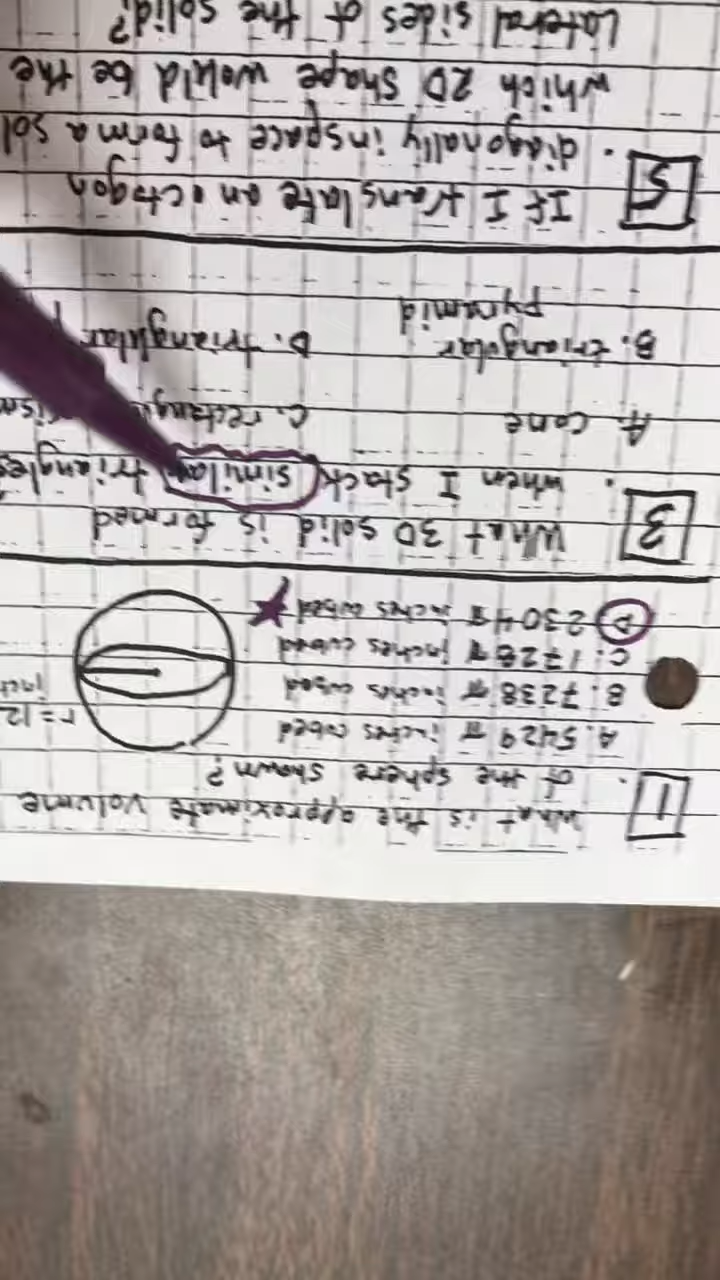 1. What is the approximate volume
of the sphere shown?
A. 5429 π inches cubed
B. 7238 π inches cubed
C. 1728 π inches cubed
D. 2304 π inches cubed
r=12
3. What 3D solid is formed
when I stack similar triangles
A. cone
B. triangular
pyramid
D. triangular
5. If I translate an octagon
diagonally in space to form a
which 2D shape would be the
Lateral sides of the solid?